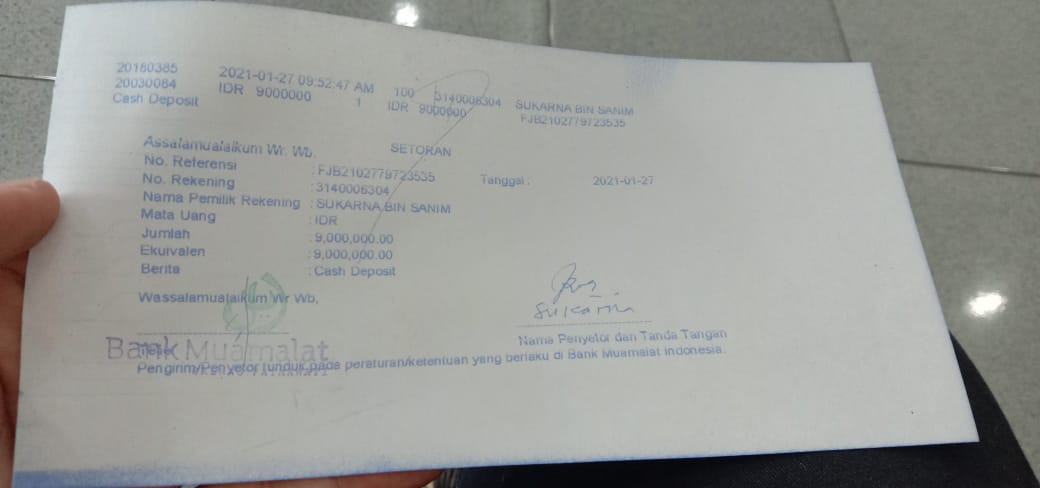 20180385 2021-01-27 09:52:47 AM 100 3140006304 SUKARNA BIN SANIM
20030084 IDR 9000000 1 IDR 9000000 FJB2102779723535
Cash Deposit
Assalamualaikum Wr. Wb. SETORAN
No. Referensi : FJB2102779723535 Tanggal : 2021-01-27
No. Rekening : 3140006304
Nama Pemilik Rekening : SUKARNA BIN SANIM
Mata Uang : IDR
Jumlah : 9,000,000.00
Ekuivalen : 9,000,000.00
Berita : Cash Deposit
Wassalamualaikum Wr Wb,
Sukarna
Nama Penyetor dan Tanda Tangan
Bank Muamalat
Pengirim/Penyetor tunduk pada peraturan/ketentuan yang berlaku di Bank Muamalat Indonesia.